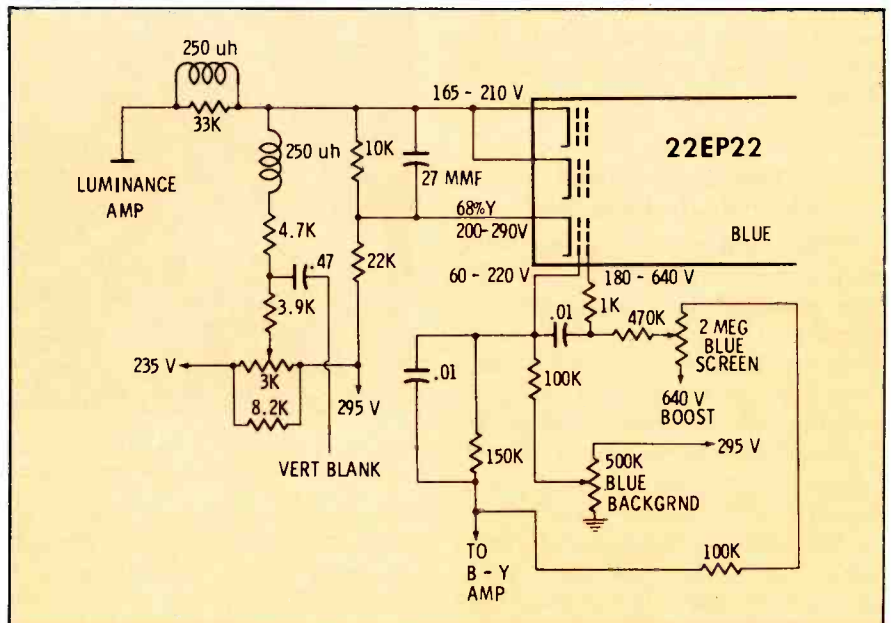 250 uh
33K
LUMINANCE
AMP
250 uh
10K
27 MMF
4.7K
.47
3.9K
22K
235 V
3K
8.2K
295 V
VERT BLANK
165 - 210 V
22EP22
68%Y
200-290V
BLUE
60 - 220 V
180 - 640 V
1K
.01
470K
2 MEG
BLUE
SCREEN
640 V
BOOST
.01
100K
150K
295 V
500K
BLUE
BACKGRND
TO
B - Y
AMP
100K